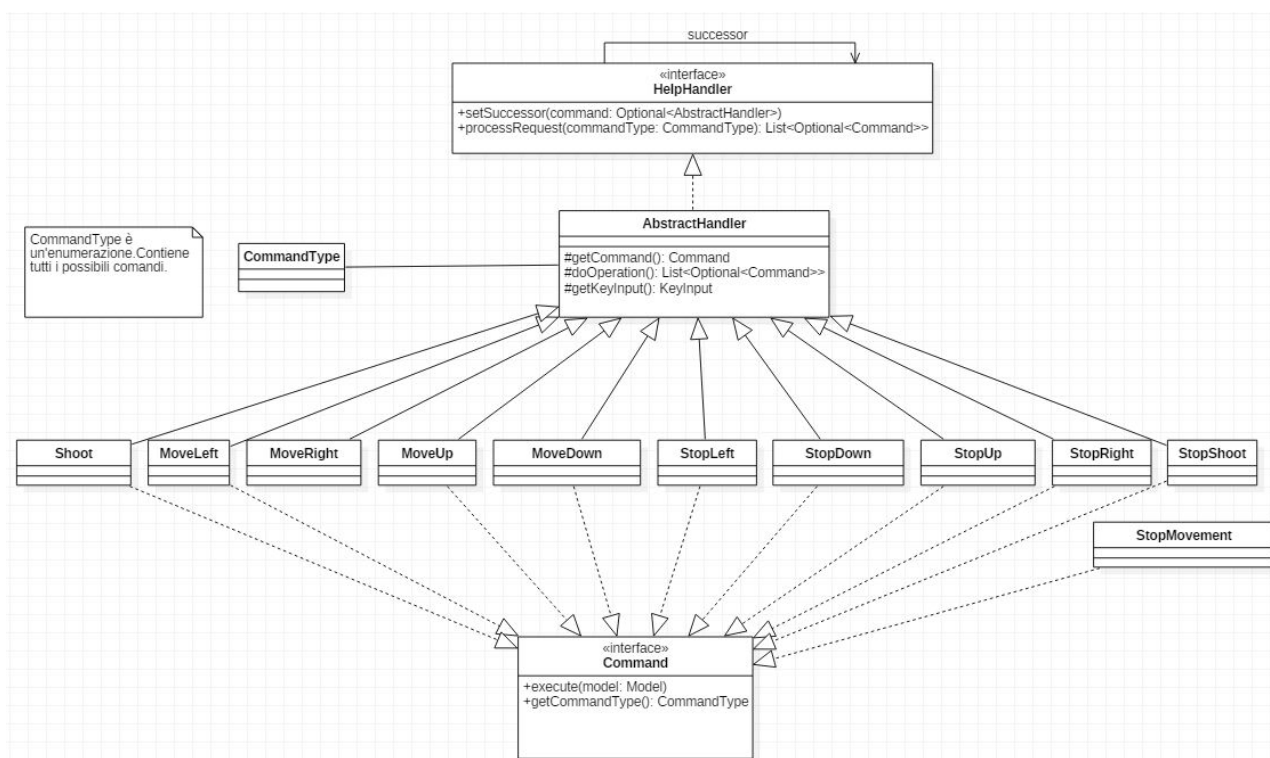 successor
«interface»
HelpHandler
+setSuccessor(command: Optional<AbstractHandler>)
+processRequest(commandType: CommandType): List<Optional<Command>>
AbstractHandler
#getCommand(): Command
#doOperation(): List<Optional<Command>>
#getKeyInput(): KeyInput
CommandType è
un'enumerazione.Contiene
tutti i possibili comandi.
CommandType
Shoot
MoveLeft
MoveRight
MoveUp
MoveDown
StopLeft
StopDown
StopUp
StopRight
StopShoot
StopMovement
«interface»
Command
+execute(model: Model)
+getCommandType(): CommandType